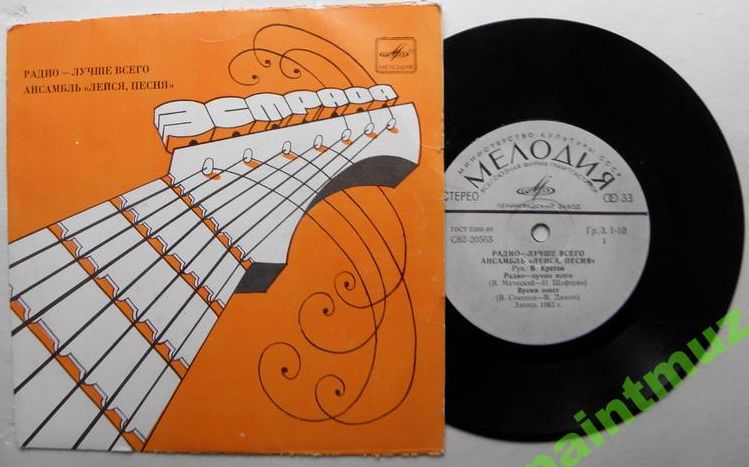 РАДИО — ЛУЧШЕ ВСЕГО
АНСАМБЛЬ «ЛЕЙСЯ, ПЕСНЯ»
МЕЛОДИЯ
ЭСТРАДА
МИНИСТЕРСТВО КУЛЬТУРЫ СССР
МЕЛОДИЯ
ВСЕСОЮЗНАЯ ФИРМА ГРАМПЛАСТИНОК
СТЕРЕО
33
ЛЕНИНГРАДСКИЙ ЗАВОД
ГОСТ 5289-80
Гр. 3. 1-10
С62-20565
1
РАДИО—ЛУЧШЕ ВСЕГО
АНСАМБЛЬ «ЛЕЙСЯ, ПЕСНЯ»
Рук. В. Крегов
Радио—лучше всего
(В. Матецкий—И. Шаферан)
Время зовет
(В. Семенов—В. Дюнин)
Запись 1983 г.
paintmuz